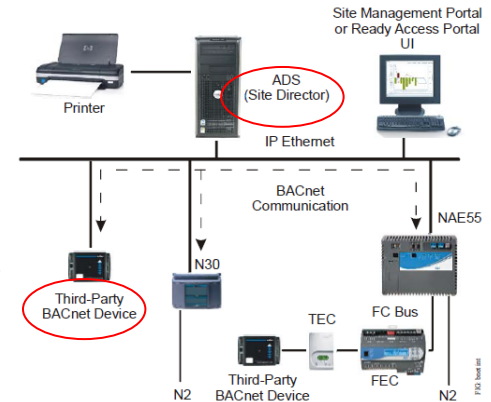 Site Management Portal
or Ready Access Portal
UI
ADS
(Site Director)
Printer
IP Ethernet
BACnet
Communication
NAE55
N30
Third-Party
BACnet Device
FC Bus
TEC
Third-Party
BACnet Device
FEC
N2
N2